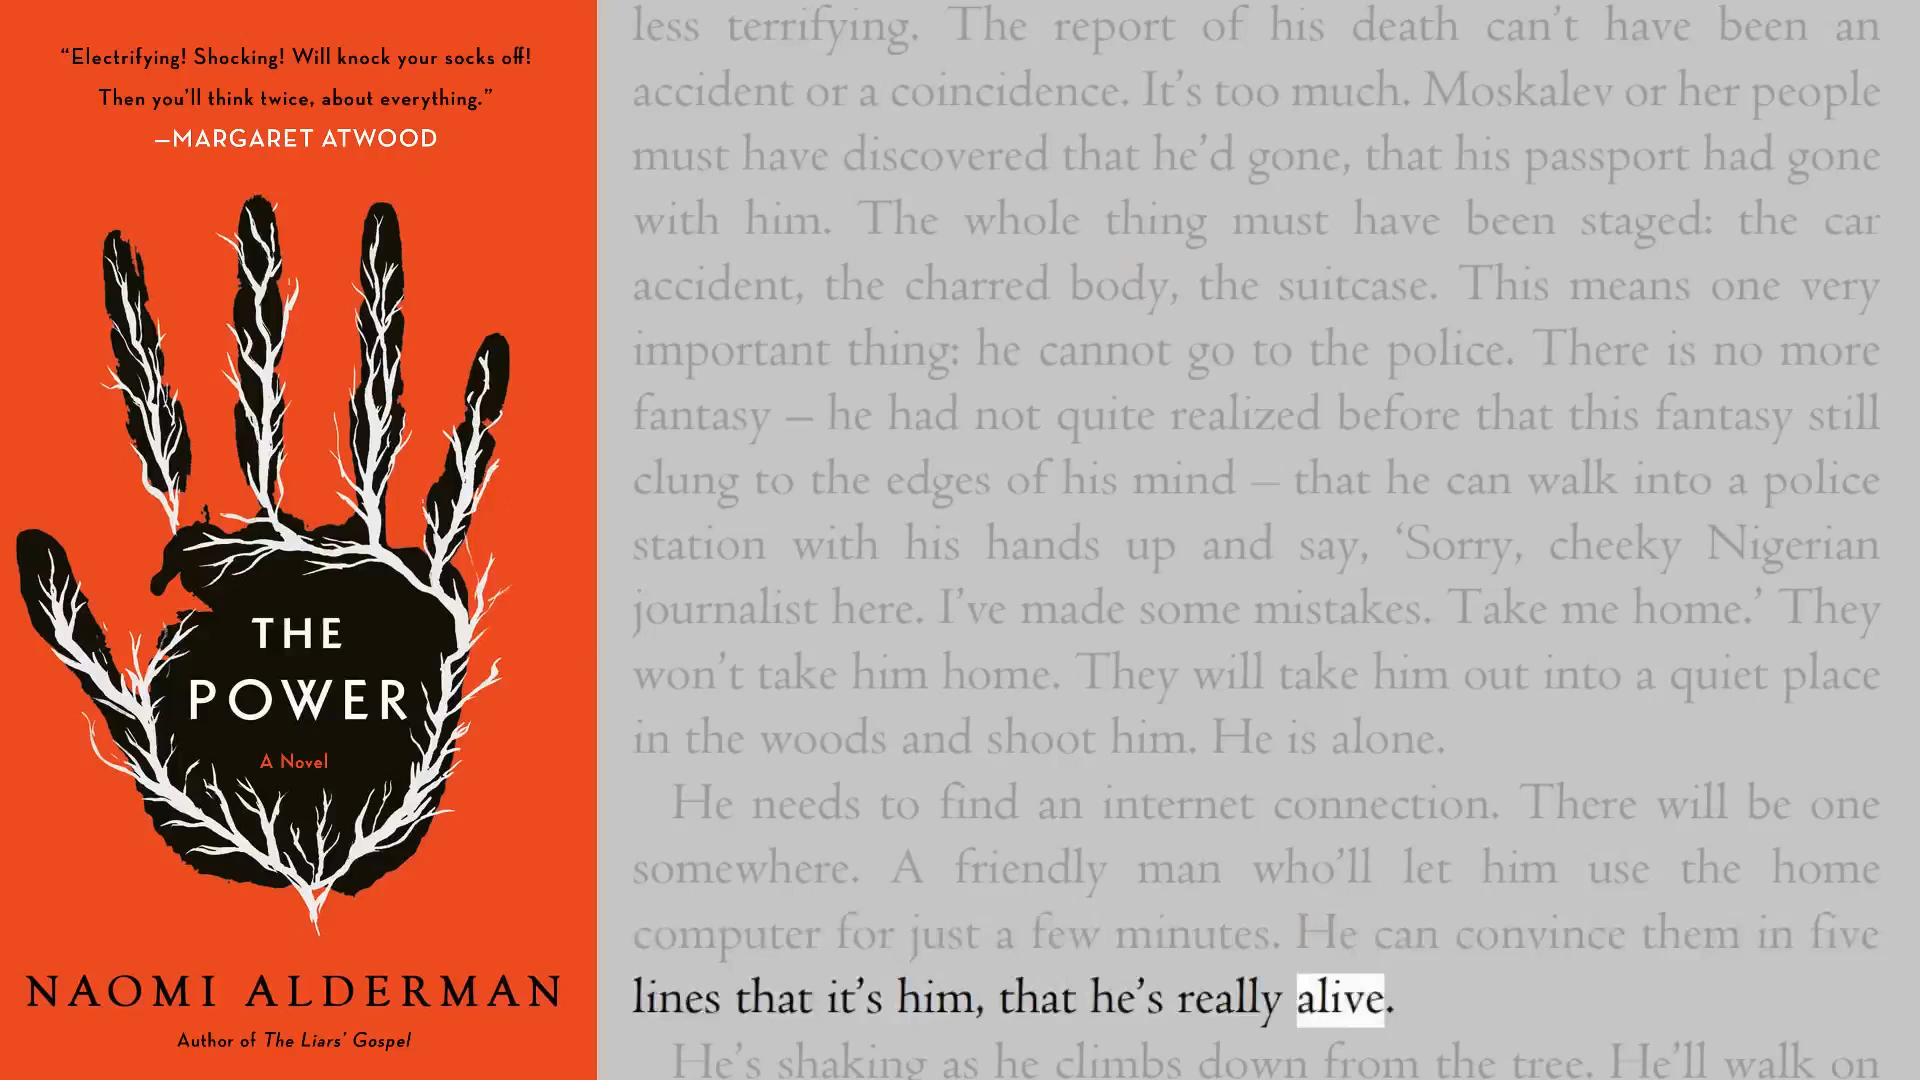 “Electrifying! Shocking! Will knock your socks off!
Then you’ll think twice, about everything.”
—MARGARET ATWOOD
THE
POWER
A Novel
NAOMI ALDERMAN
Author of The Liars’ Gospel
less terrifying. The report of his death can’t have been an
accident or a coincidence. It’s too much. Moskalev or her people
must have discovered that he’d gone, that his passport had gone
with him. The whole thing must have been staged: the car
accident, the charred body, the suitcase. This means one very
important thing: he cannot go to the police. There is no more
fantasy – he had not quite realized before that this fantasy still
clung to the edges of his mind – that he can walk into a police
station with his hands up and say, ‘Sorry, cheeky Nigerian
journalist here. I’ve made some mistakes. Take me home.’ They
won’t take him home. They will take him out into a quiet place
in the woods and shoot him. He is alone.
He needs to find an internet connection. There will be one
somewhere. A friendly man who’ll let him use the home
computer for just a few minutes. He can convince them in five
lines that it’s him, that he’s really alive.
He’s shaking as he climbs down from the tree. He’ll walk on